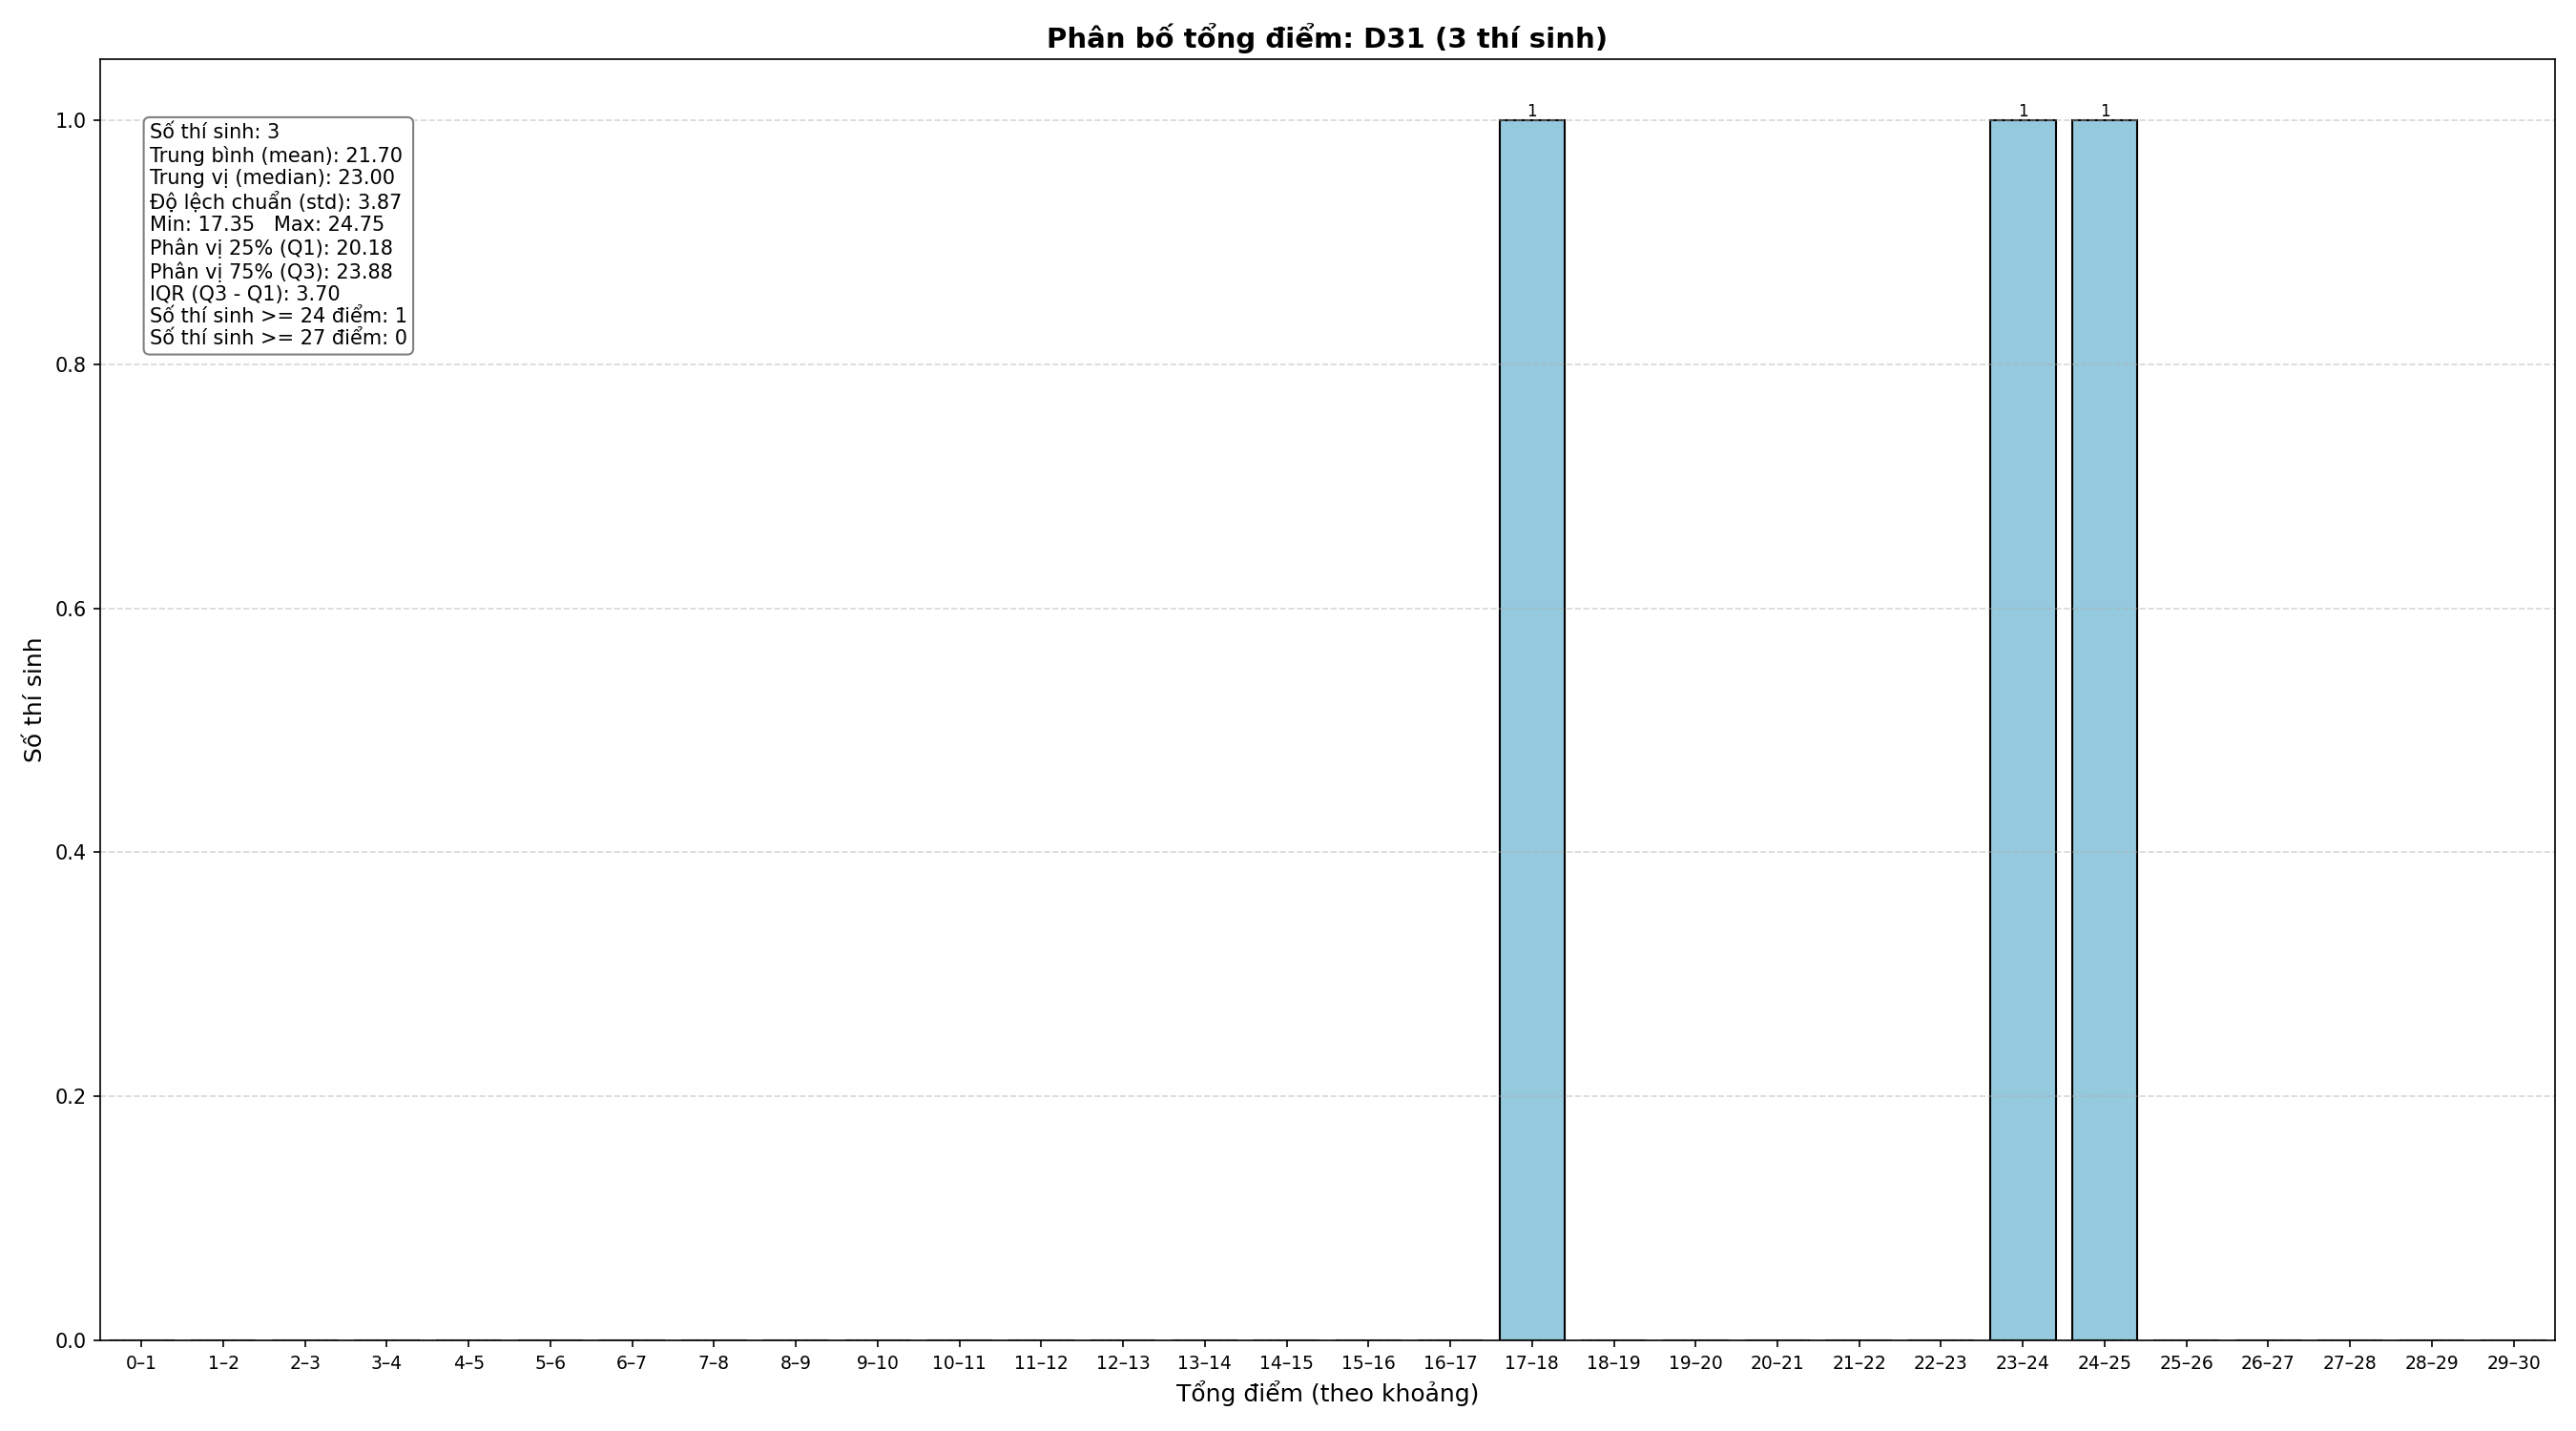 Phân bố tổng điểm: D31 (3 thí sinh)
Số thí sinh: 3
Trung bình (mean): 21.70
Trung vị (median): 23.00
Độ lệch chuẩn (std): 3.87
Min: 17.35   Max: 24.75
Phân vị 25% (Q1): 20.18
Phân vị 75% (Q3): 23.88
IQR (Q3 - Q1): 3.70
Số thí sinh >= 24 điểm: 1
Số thí sinh >= 27 điểm: 0
1 1 1
Số thí sinh
1.0
0.8
0.6
0.4
0.2
0.0
0–1 1–2 2–3 3–4 4–5 5–6 6–7 7–8 8–9 9–10 10–11 11–12 12–13 13–14 14–15 15–16 16–17 17–18 18–19 19–20 20–21 21–22 22–23 23–24 24–25 25–26 26–27 27–28 28–29 29–30
Tổng điểm (theo khoảng)